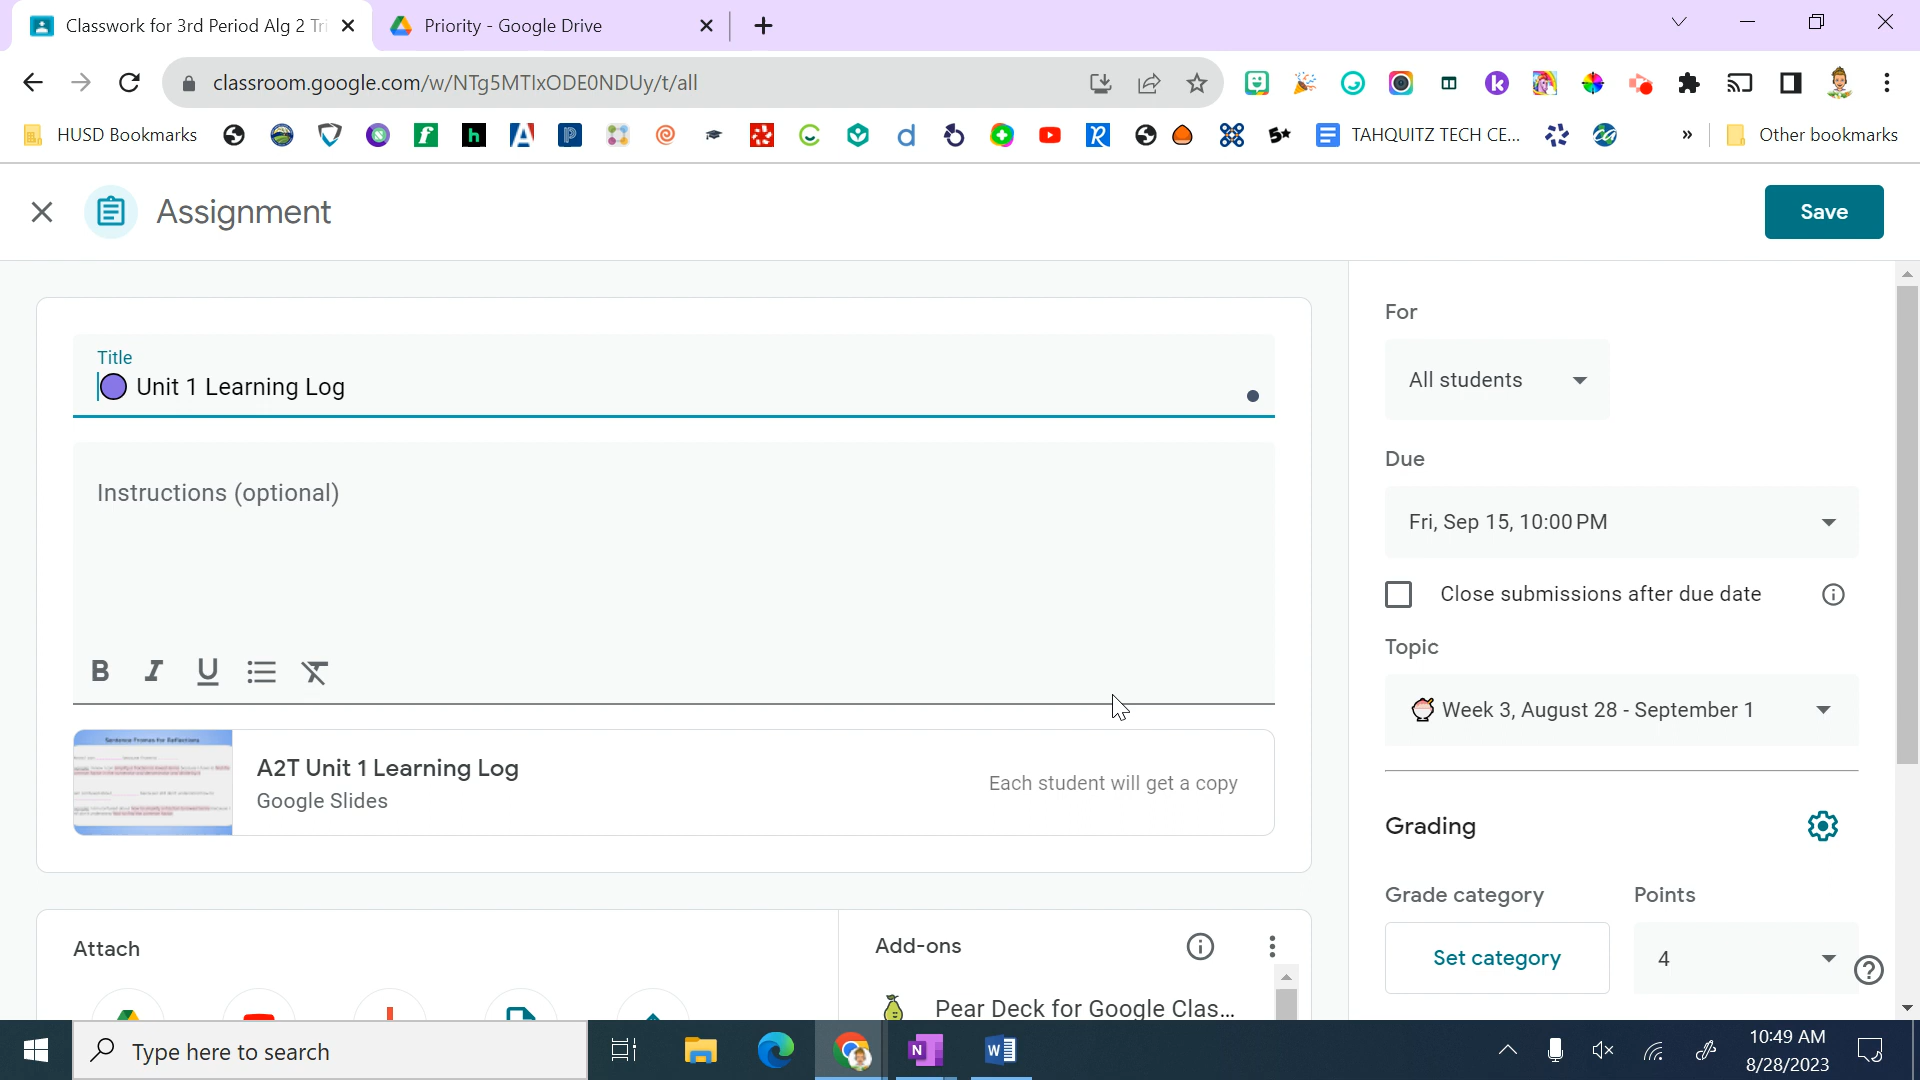 Classwork for 3rd Period Alg 2 Tri
Priority - Google Drive
classroom.google.com/w/NTg5MTIxODE0NDUy/t/all
HUSD Bookmarks
TAHQUITZ TECH CE...
Other bookmarks
Assignment
Save
Title
Unit 1 Learning Log
Instructions (optional)
B I U
A2T Unit 1 Learning Log
Google Slides
Each student will get a copy
Attach
Add-ons
Pear Deck for Google Clas...
For
All students
Due
Fri, Sep 15, 10:00 PM
Close submissions after due date
Topic
Week 3, August 28 - September 1
Grading
Grade category
Points
Set category
4
Type here to search
10:49 AM
8/28/2023